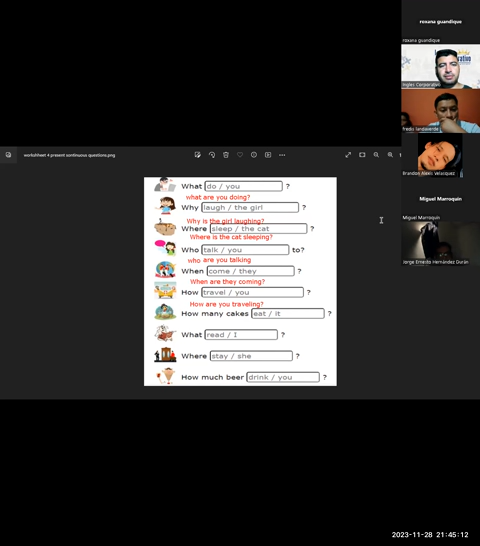 roxana guandique
roxana guandique
Ingles Corporativo
fredis landaverde
Brandon Alexis Velazquez
Miguel Marroquin
Miguel Marroquin
Jorge Ernesto Hernández Durán
worksheet 4 present continuous questions.png
What do / you ?
what are you doing?
Why laugh / the girl ?
Why is the girl laughing?
Where sleep / the cat ?
Where is the cat sleeping?
Who talk / you to?
who are you talking
When come / they ?
When are they coming?
How travel / you ?
How are you traveling?
How many cakes eat / it ?
What read / I ?
Where stay / she ?
How much beer drink / you ?
2023-11-28 21:45:12